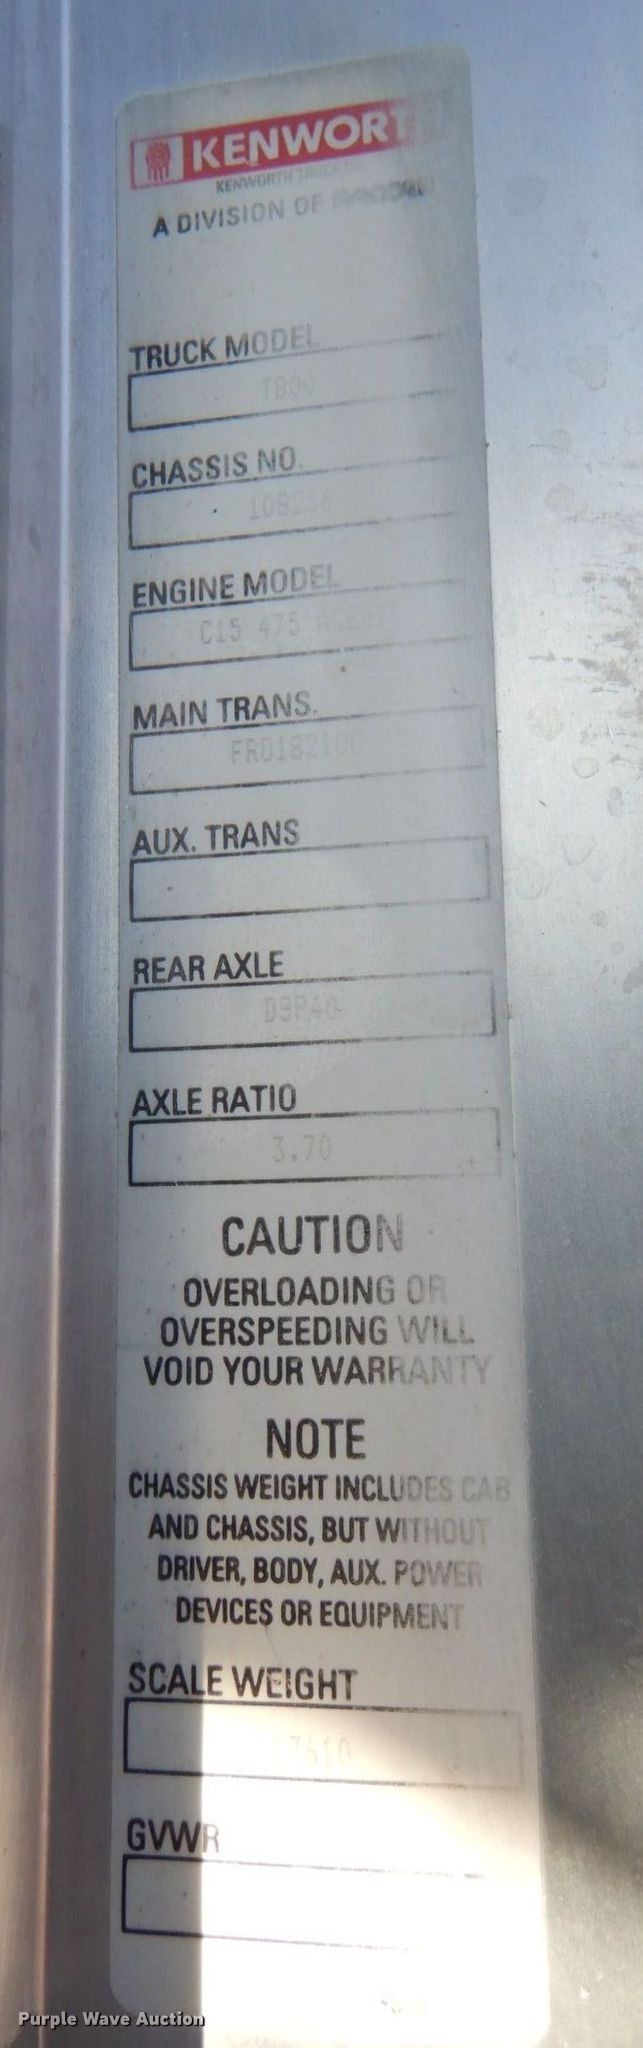 KENWORT
KENWORTH TRUCK
A DIVISION OF PACCAR
TRUCK MODEL
T800
CHASSIS NO.
108236
ENGINE MODEL
C15 475
MAIN TRANS.
FRO18210C
AUX. TRANS
REAR AXLE
AXLE RATIO
3.70
CAUTION
OVERLOADING OR
OVERSPEEDING WILL
VOID YOUR WARRANTY
NOTE
CHASSIS WEIGHT INCLUDES CAB
AND CHASSIS, BUT WITHOUT
DRIVER, BODY, AUX. POWER
DEVICES OR EQUIPMENT
SCALE WEIGHT
GVWR
Purple Wave Auction